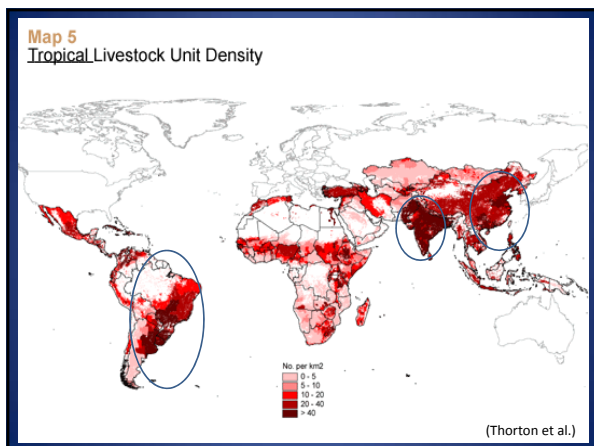 Map 5
Tropical Livestock Unit Density
No. per km2
0 - 5
5 - 10
10 - 20
20 - 40
> 40
(Thorton et al.)